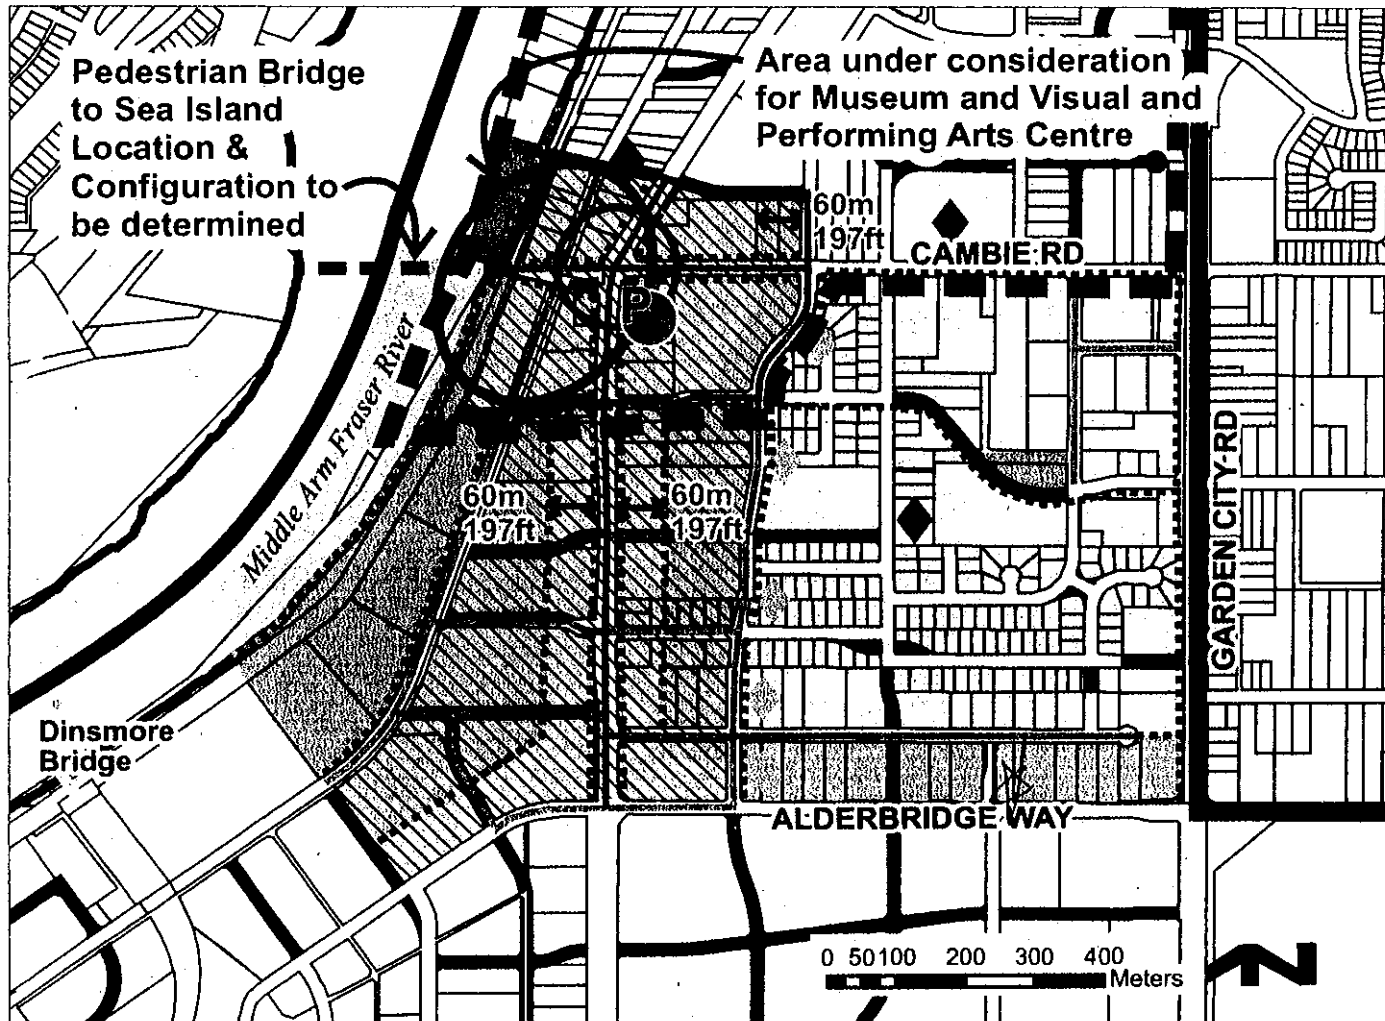 Pedestrian Bridge
to Sea Island
Location &
Configuration to
be determined
Area under consideration
for Museum and Visual and
Performing Arts Centre
60m
197ft
CAMBIE RD
P
Middle Arm Fraser River
60m
197ft
60m
197ft
GARDEN CITY RD
Dinsmore
Bridge
ALDERBRIDGE WAY
0 50 100 200 300 400
Meters
N